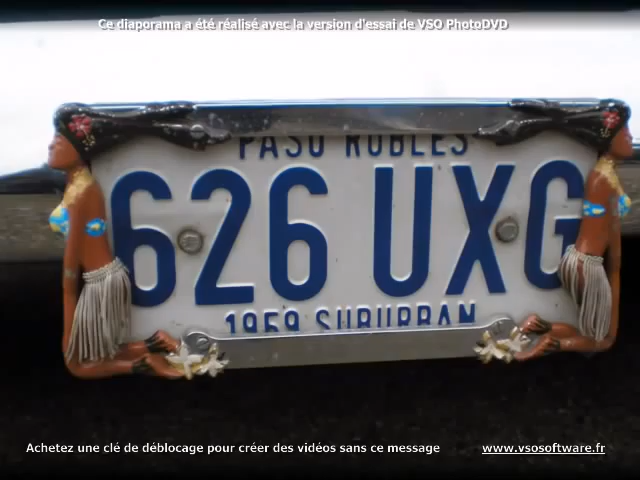 Ce diaporama a été réalisé avec la version d'essai de VSO PhotoDVD
PASO ROBLES
626 UXG
1959 SUBURBAN
Achetez une clé de déblocage pour créer des vidéos sans ce message www.vsosoftware.fr